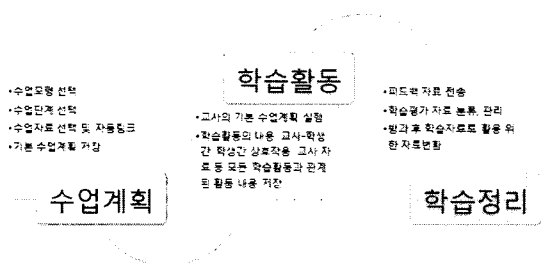 •수업모형 선택
•수업단계 선택
•수업자료 선택 및 자동링크
•기본 수업계획 저장
수업계획
학습활동
•교사의 기본 수업계획 실행
•학습활동의 내용 교사-학생
간 학생간 상호작용 교사 자
료 등 모든 학습활동과 관계
된 활동 내용 저장
•피드백 자료 전송
•학습평가 자료 분류, 관리
•방과 후 학습자료로 활용 위
한 자료변환
학습정리